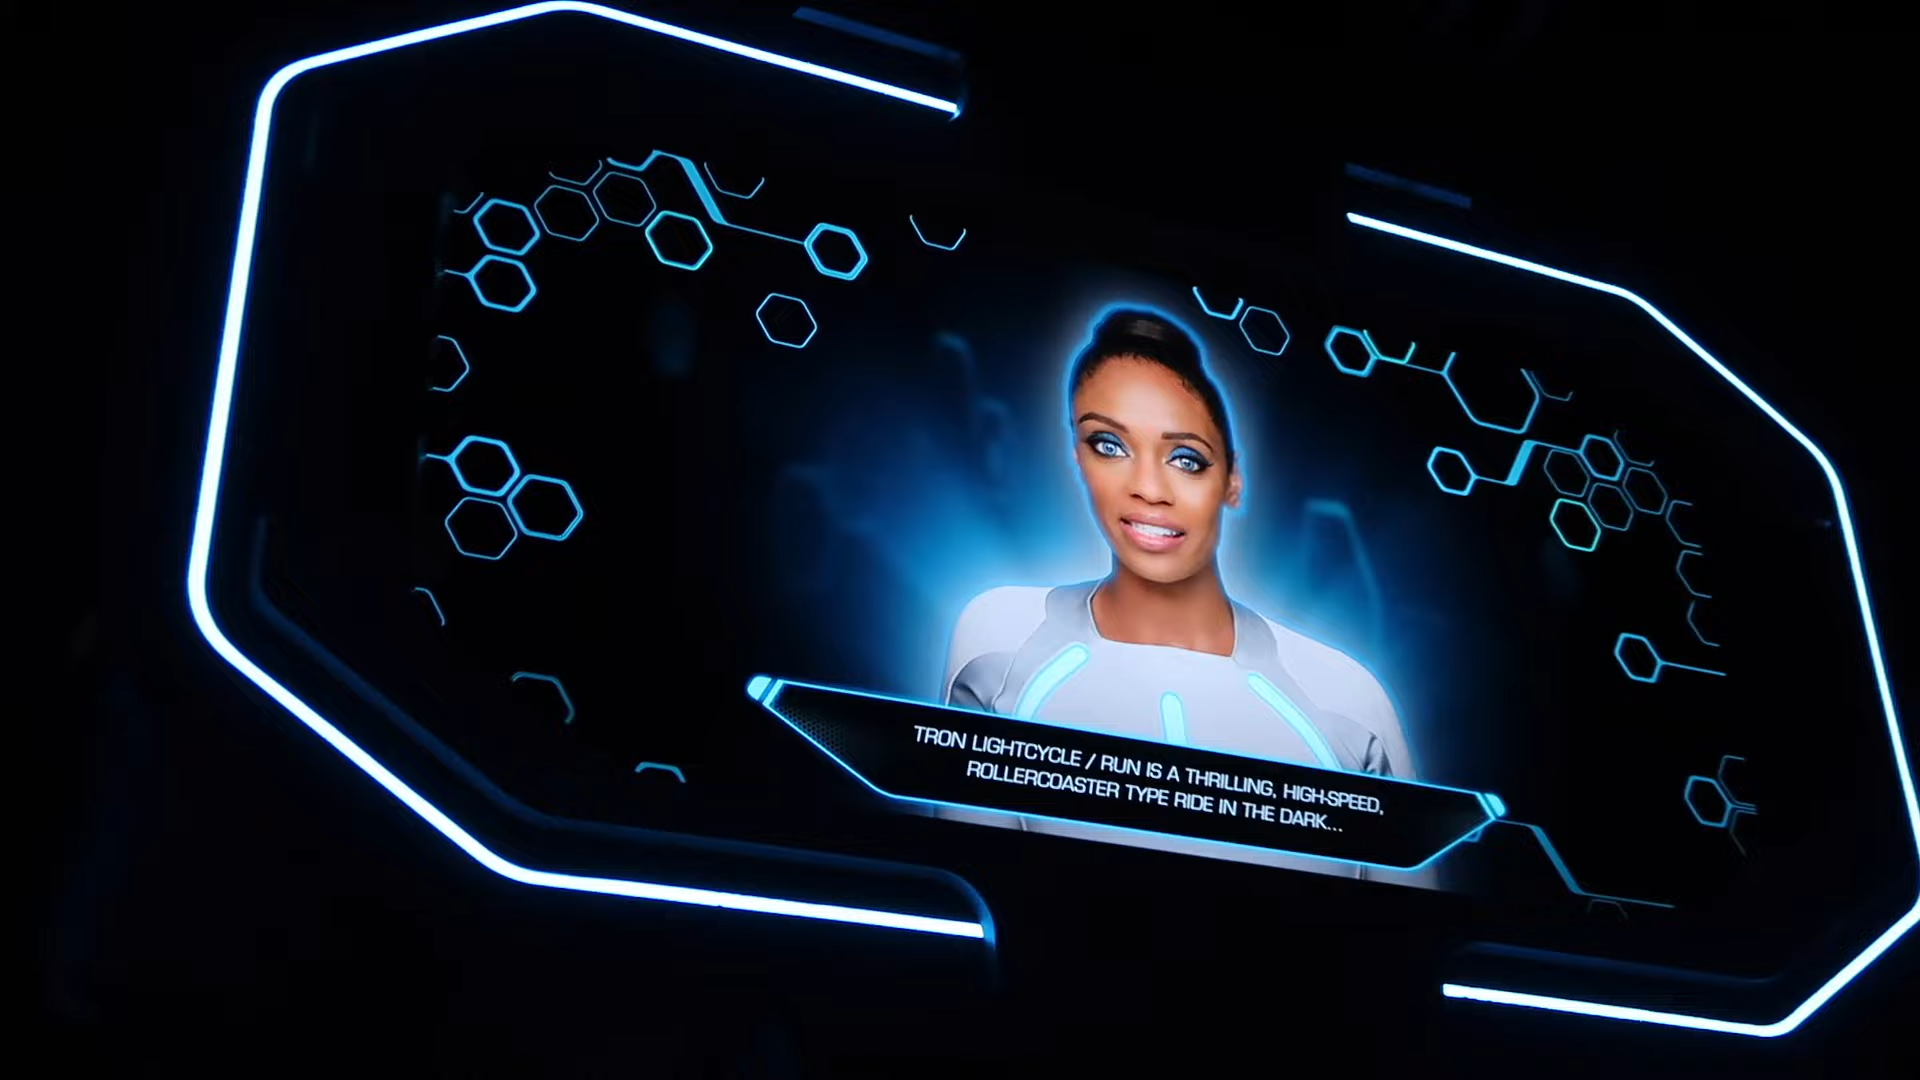 TRON LIGHTCYCLE / RUN IS A THRILLING, HIGH-SPEED,
ROLLERCOASTER TYPE RIDE IN THE DARK...